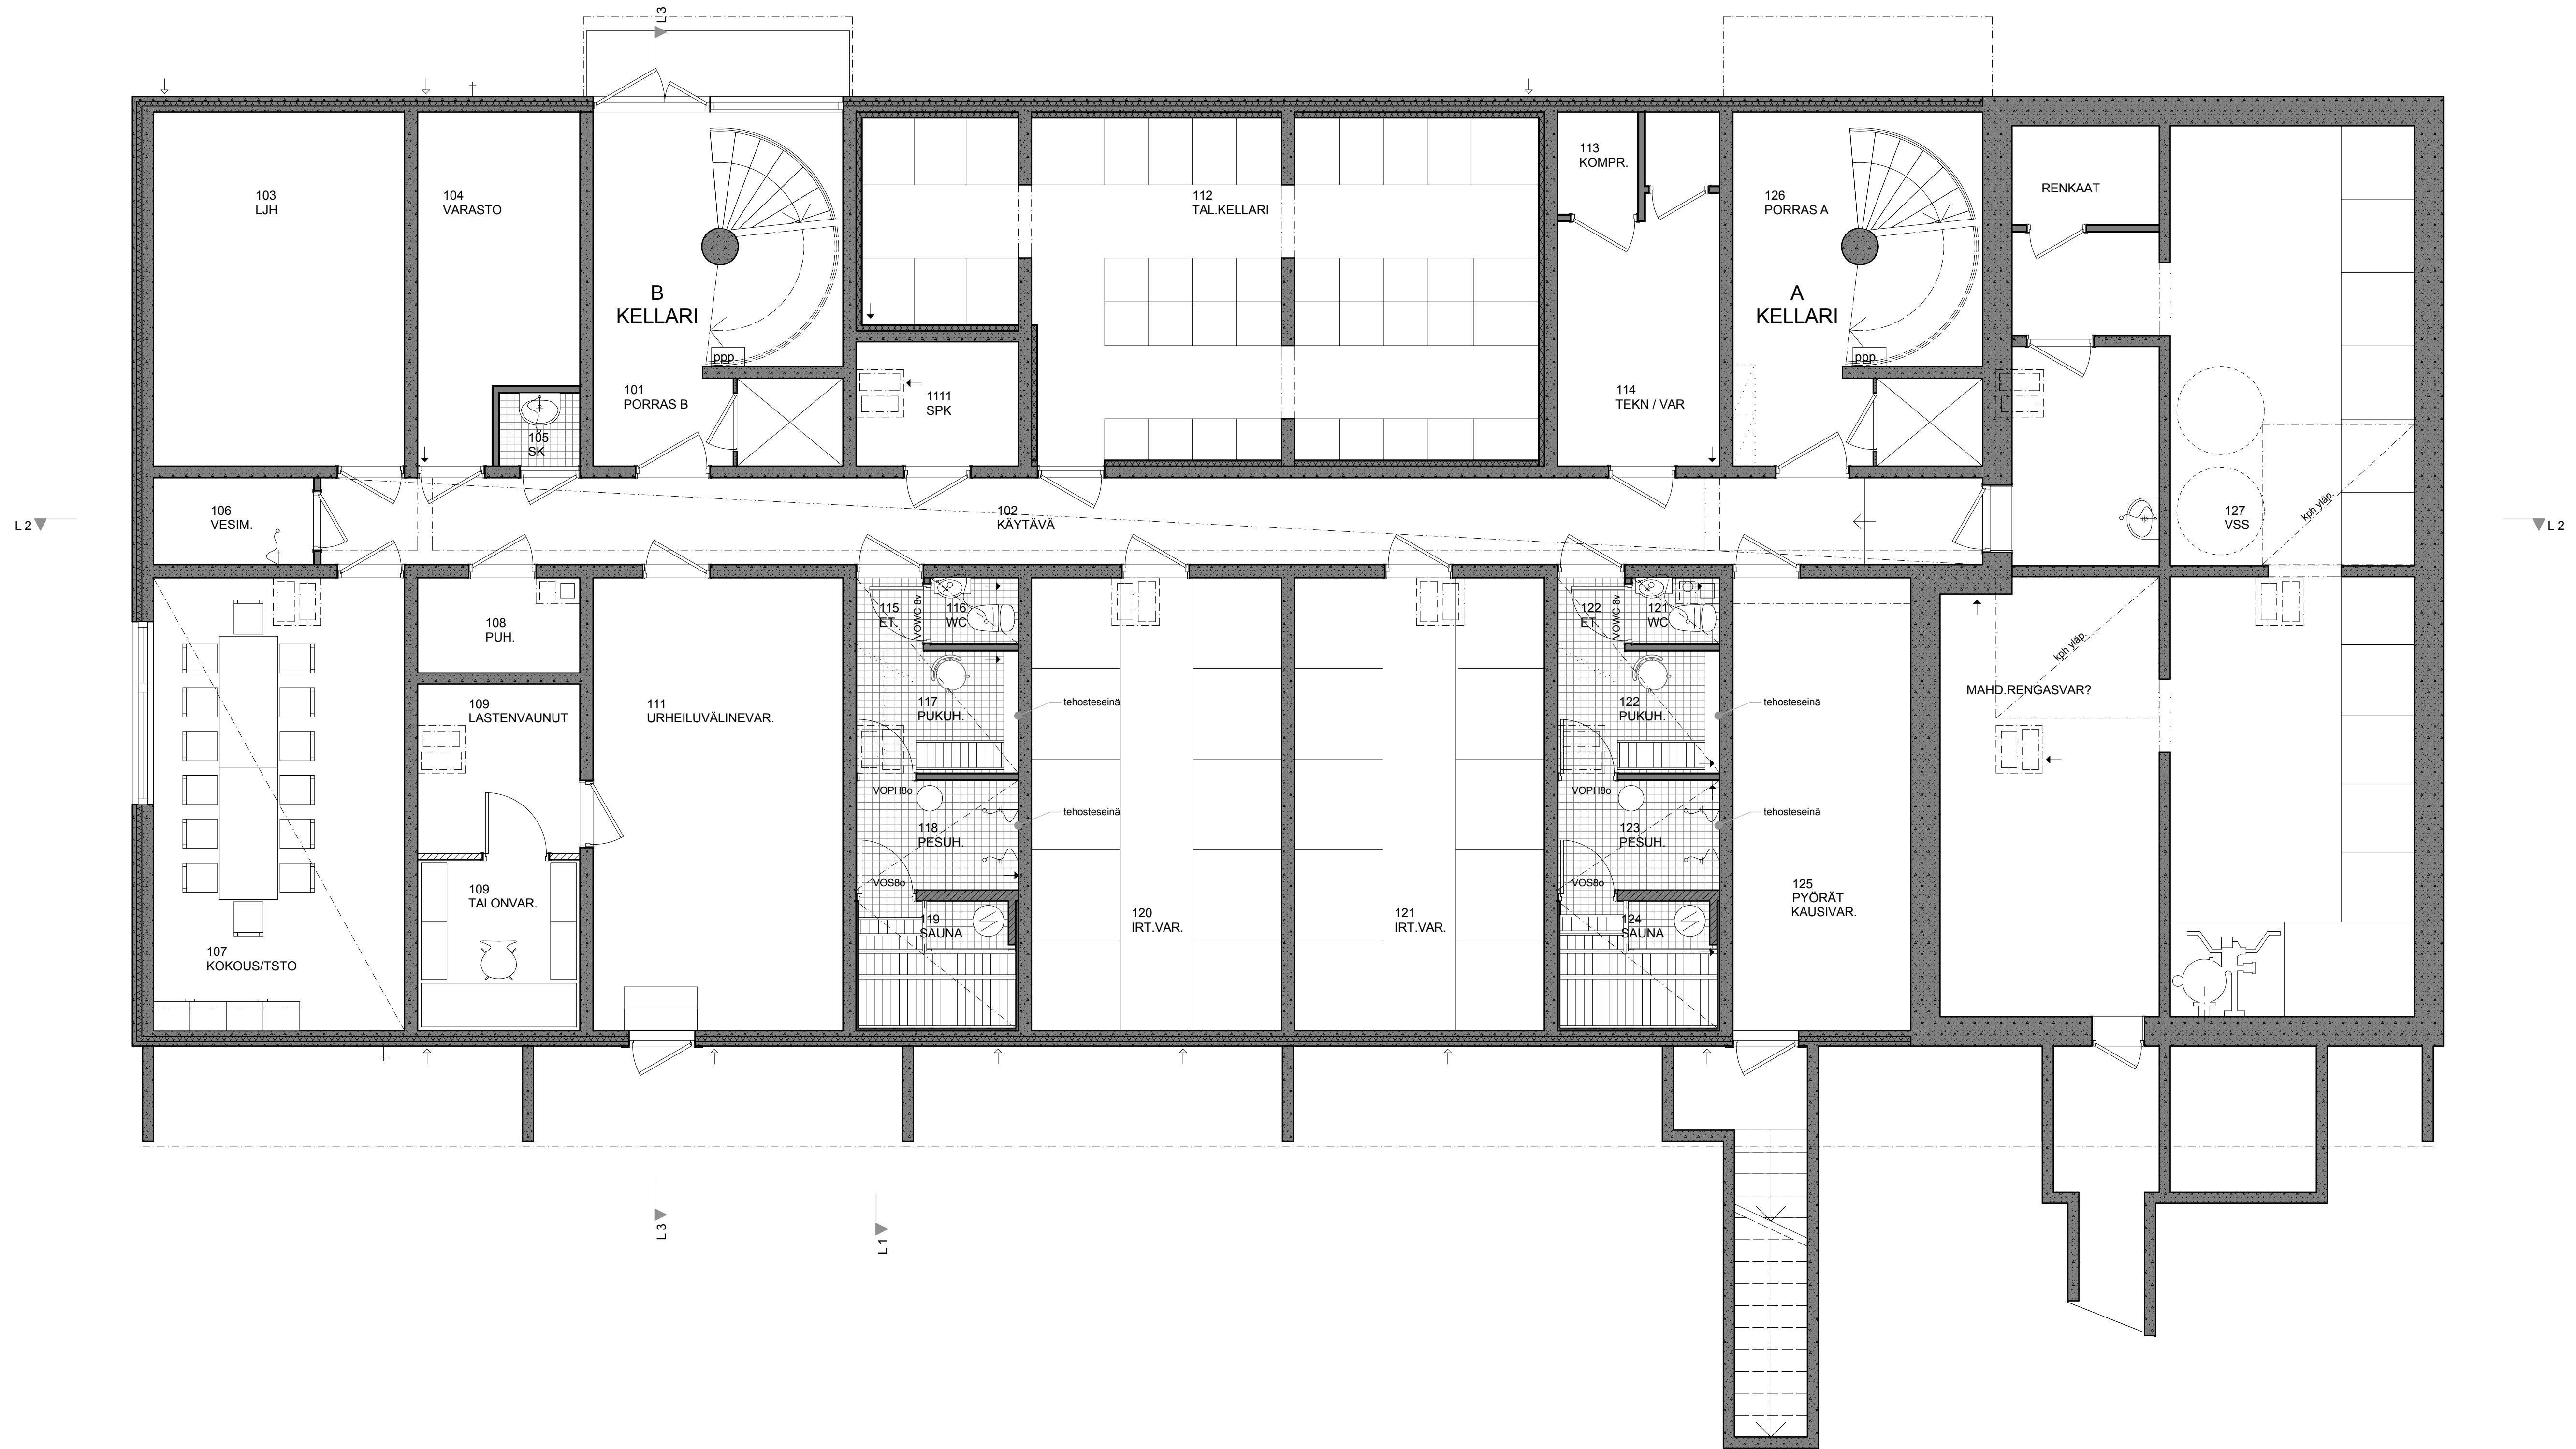 L 3
103
LJH
104
VARASTO
B
KELLARI
ppp
101
PORRAS B
105
SK
112
TAL.KELLARI
1111
SPK
113
KOMPR.
114
TEKN / VAR
126
PORRAS A
A
KELLARI
ppp
RENKAAT
L 2
106
VESIM.
102
KÄYTÄVÄ
127
VSS
kph yläp.
L 2
107
KOKOUS/TSTO
108
PUH.
109
LASTENVAUNUT
109
TALONVAR.
111
URHEILUVÄLINEVAR.
115
ET.
VOWC 8v
116
WC
117
PUKUH.
tehosteseinä
VOPH8o
tehosteseinä
118
PESUH.
VOS8o
119
SAUNA
120
IRT.VAR.
121
IRT.VAR.
122
ET.
VOWC 8v
121
WC
122
PUKUH.
tehosteseinä
VOPH8o
tehosteseinä
123
PESUH.
VOS8o
124
SAUNA
125
PYÖRÄT
KAUSIVAR.
kph yläp.
MAHD.RENGASVAR?
L 3
L 1